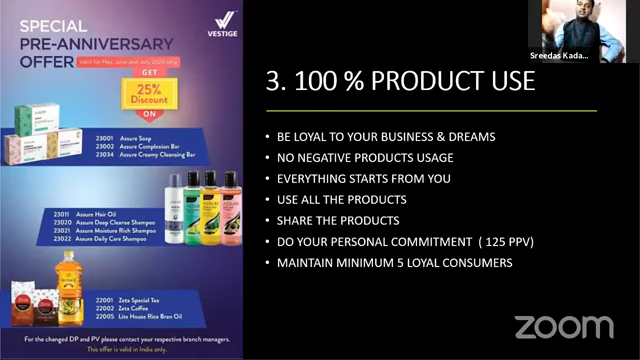 SPECIAL
PRE-ANNIVERSARY
OFFER
Valid for May, June and July 2020 only
VESTIGE
GET
25%
Discount
ON
23001 Assure Soap
23002 Assure Complexion Bar
23034 Assure Creamy Cleansing Bar
23011 Assure Hair Oil
23020 Assure Deep Cleanse Shampoo
23021 Assure Moisture Rich Shampoo
23022 Assure Daily Care Shampoo
22001 Zeta Special Tea
22002 Zeta Coffee
22005 Lite House Rice Bran Oil
For the changed DP and PV please contact your respective branch managers.
This offer is valid in India only.
Sreedas Kada...
3. 100 % PRODUCT USE
BE LOYAL TO YOUR BUSINESS & DREAMS
NO NEGATIVE PRODUCTS USAGE
EVERYTHING STARTS FROM YOU
USE ALL THE PRODUCTS
SHARE THE PRODUCTS
DO YOUR PERSONAL COMMITMENT ( 125 PPV)
MAINTAIN MINIMUM 5 LOYAL CONSUMERS
zoom